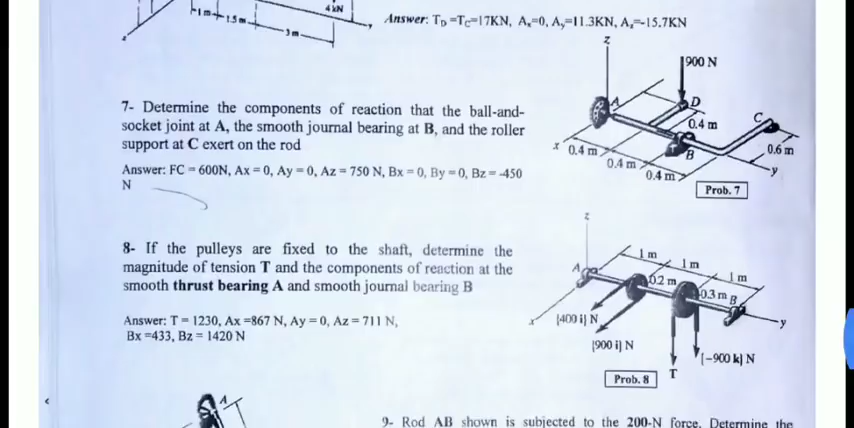 1 m 1.5 m 4 kN
3 m y
Answer: TD =TC=17KN, Ax=0, Ay=11.3KN, Az=-15.7KN
7- Determine the components of reaction that the ball-and-
socket joint at A, the smooth journal bearing at B, and the roller
support at C exert on the rod
Answer: FC = 600N, Ax = 0, Ay = 0, Az = 750 N, Bx = 0, By = 0, Bz = -450
N
z
900 N
A D
0.4 m C
x 0.4 m B 0.6 m
0.4 m
0.4 m y
Prob. 7
8- If the pulleys are fixed to the shaft, determine the
magnitude of tension T and the components of reaction at the
smooth thrust bearing A and smooth journal bearing B
Answer: T = 1230, Ax =867 N, Ay = 0, Az = 711 N,
Bx =433, Bz = 1420 N
z
1 m
A 1 m
0.2 m 1 m
0.3 m B
x {400 i} N y
{900 i} N
{-900 k} N
Prob. 8 T
A
9- Rod AB shown is subjected to the 200-N force. Determine the